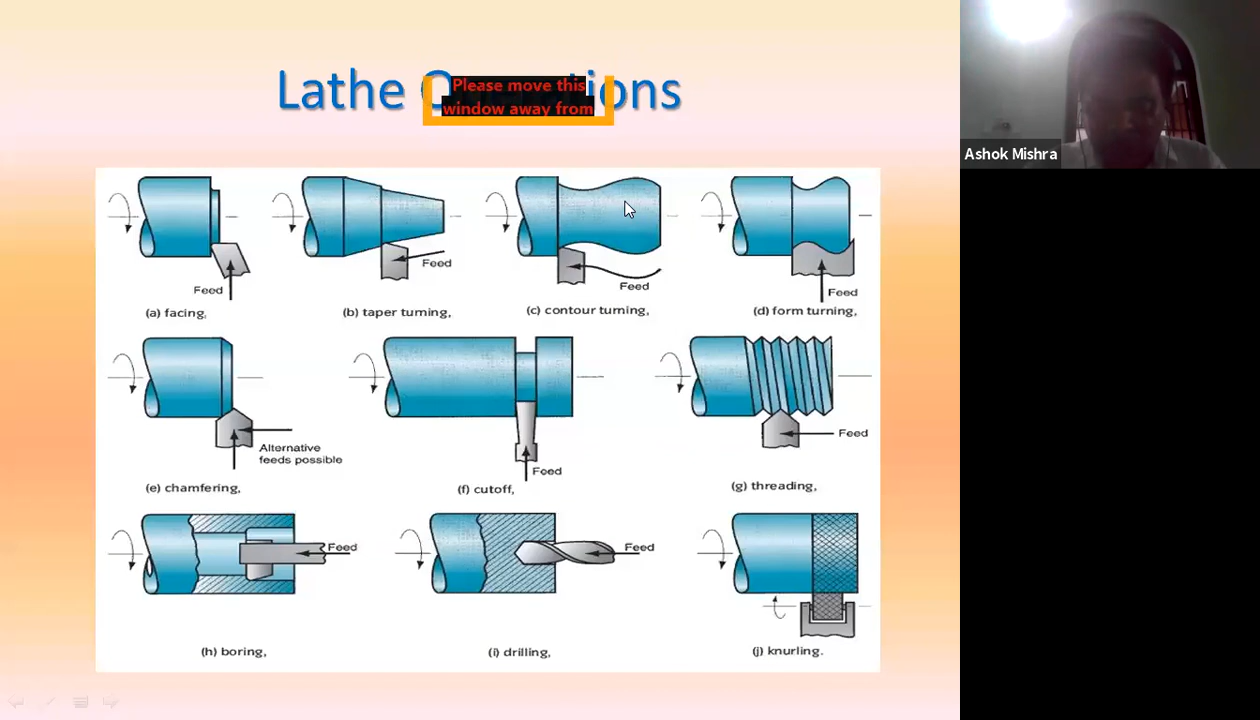 Lathe O ions
Please move this
window away from
Ashok Mishra
Feed
(a) facing,
Feed
(b) taper turning,
Feed
(c) contour turning,
Feed
(d) form turning,
Alternative
feeds possible
(e) chamfering,
Feed
(f) cutoff,
Feed
(g) threading,
Feed
(h) boring,
Feed
(i) drilling,
(j) knurling.